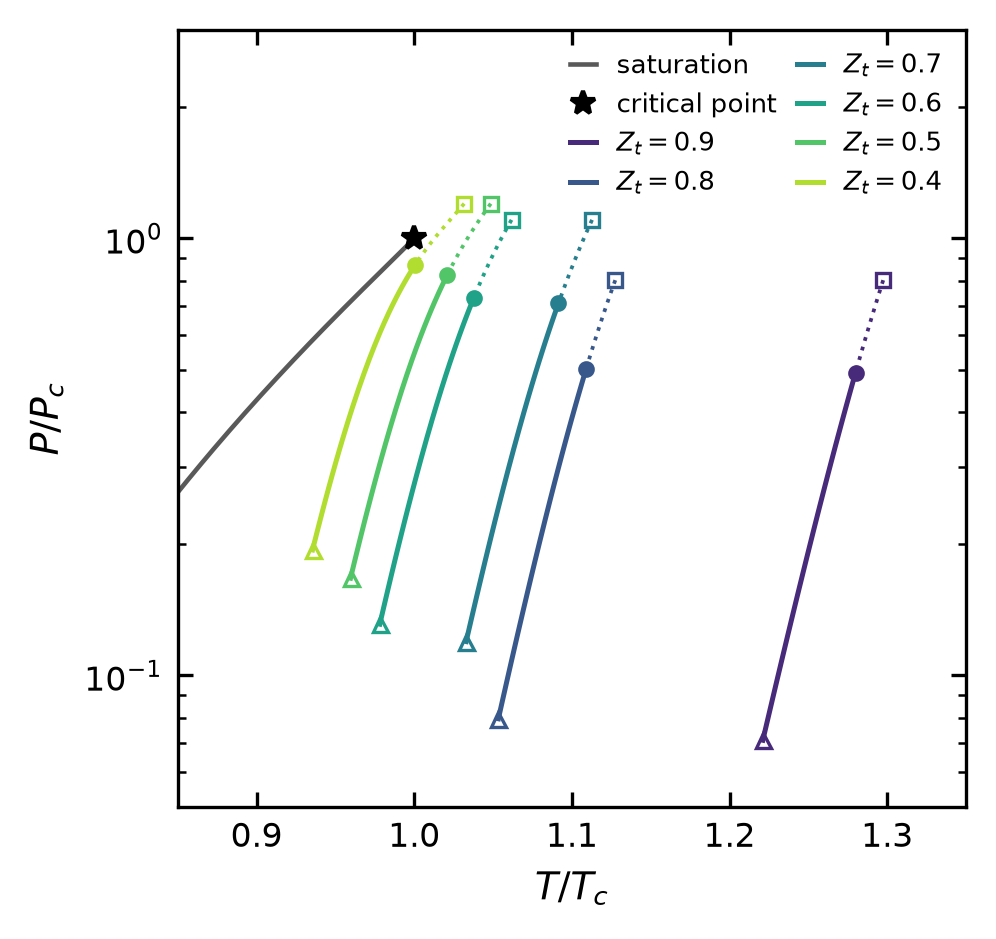 saturation
critical point
Z_t = 0.9
Z_t = 0.8
Z_t = 0.7
Z_t = 0.6
Z_t = 0.5
Z_t = 0.4
10^0
10^-1
P/P_c
0.9 1.0 1.1 1.2 1.3
T/T_c